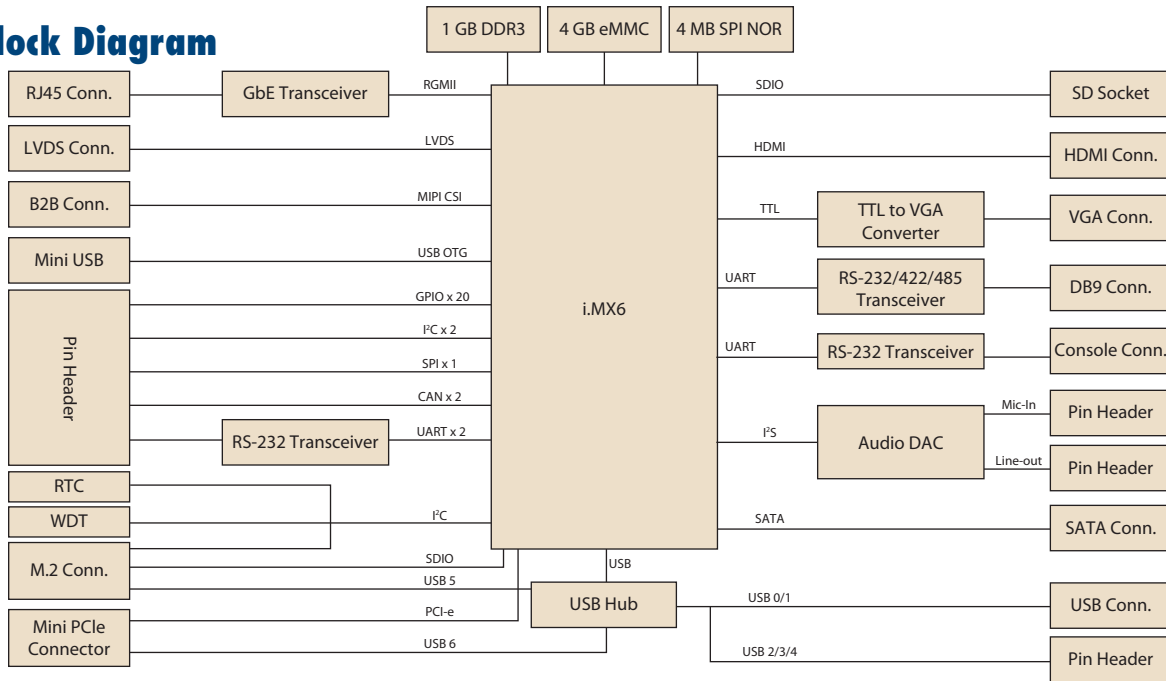 lock Diagram
1 GB DDR3
4 GB eMMC
4 MB SPI NOR
RJ45 Conn.
GbE Transceiver
RGMII
SDIO
SD Socket
LVDS Conn.
LVDS
HDMI
HDMI Conn.
B2B Conn.
MIPI CSI
TTL
TTL to VGA
Converter
VGA Conn.
Mini USB
USB OTG
UART
RS-232/422/485
Transceiver
DB9 Conn.
Pin Header
GPIO x 20
I²C x 2
SPI x 1
CAN x 2
RS-232 Transceiver
UART x 2
i.MX6
UART
RS-232 Transceiver
Console Conn.
I²S
Audio DAC
Mic-In
Pin Header
Line-out
Pin Header
RTC
WDT
I²C
SATA
SATA Conn.
M.2 Conn.
SDIO
USB 5
USB
USB Hub
USB 0/1
USB Conn.
Mini PCIe
Connector
PCI-e
USB 6
USB 2/3/4
Pin Header